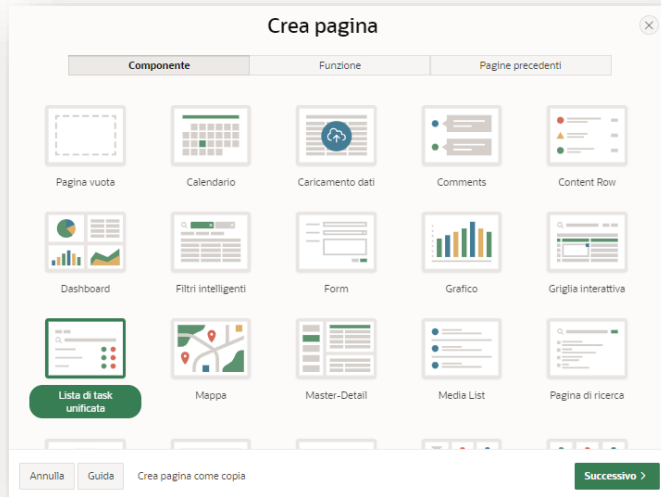 Crea pagina
Componente
Funzione
Pagine precedenti
Pagina vuota
Calendario
Caricamento dati
Comments
Content Row
Dashboard
Filtri intelligenti
Form
Grafico
Griglia interattiva
Lista di task
unificata
Mappa
Master-Detail
Media List
Pagina di ricerca
Annulla
Guida
Crea pagina come copia
Successivo